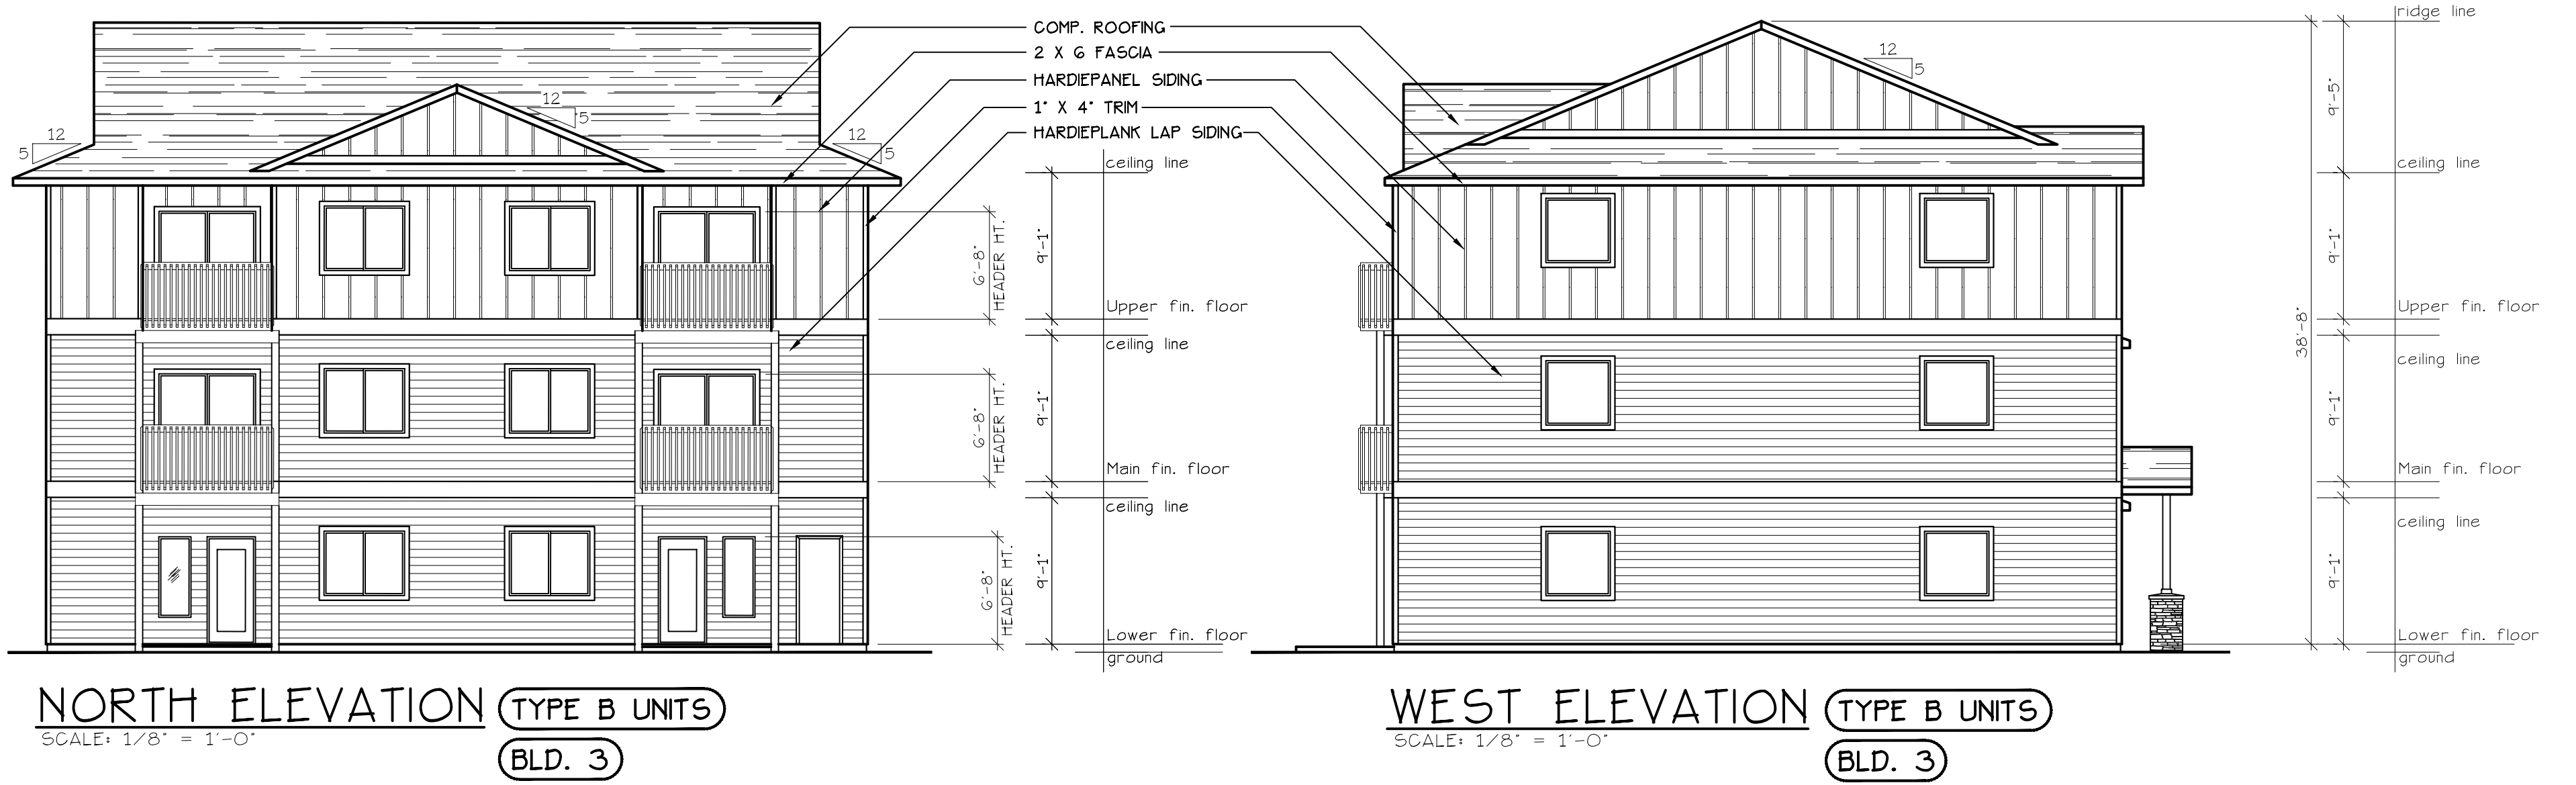 COMP. ROOFING
2 X 6 FASCIA
HARDIEPANEL SIDING
1" X 4" TRIM
HARDIEPLANK LAP SIDING
12
5
12
5
12
5
ceiling line
9'-1"
6'-8"
HEADER HT.
Upper fin. floor
ceiling line
9'-1"
6'-8"
HEADER HT.
Main fin. floor
ceiling line
9'-1"
6'-8"
HEADER HT.
Lower fin. floor
ground
NORTH ELEVATION
TYPE B UNITS
SCALE: 1/8" = 1'-0"
BLD. 3
12
5
ridge line
9'-5"
ceiling line
9'-1"
Upper fin. floor
38'-8"
ceiling line
9'-1"
Main fin. floor
ceiling line
9'-1"
Lower fin. floor
ground
WEST ELEVATION
TYPE B UNITS
SCALE: 1/8" = 1'-0"
BLD. 3